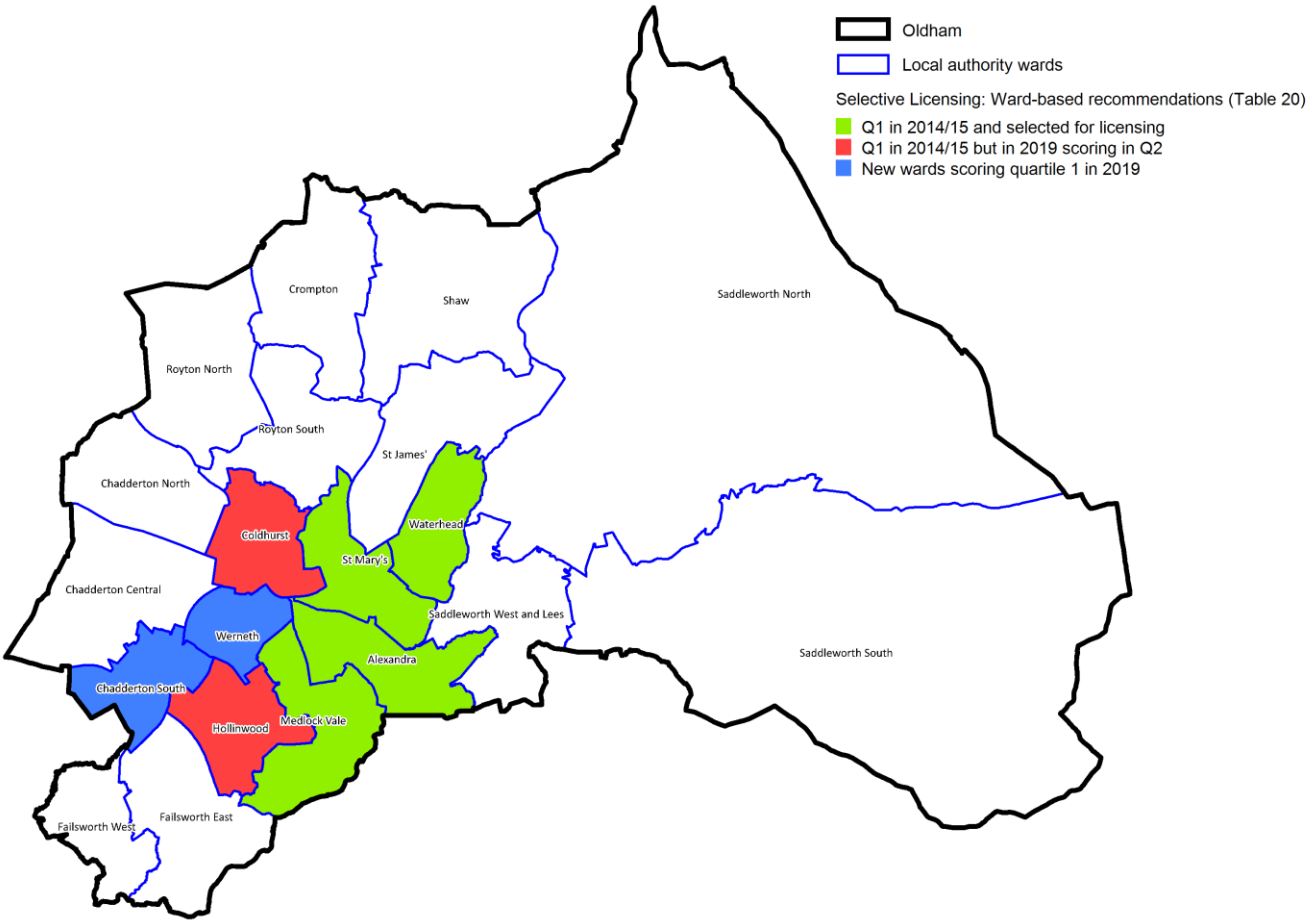 Oldham
Local authority wards
Selective Licensing: Ward-based recommendations (Table 20)
Q1 in 2014/15 and selected for licensing
Q1 in 2014/15 but in 2019 scoring in Q2
New wards scoring quartile 1 in 2019
Crompton
Shaw
Saddleworth North
Royton North
Royton South
St James'
Chadderton North
Waterhead
Coldhurst
St Mary's
Chadderton Central
Saddleworth West and Lees
Werneth
Saddleworth South
Alexandra
Chadderton South
Medlock Vale
Hollinwood
Failsworth East
Failsworth West